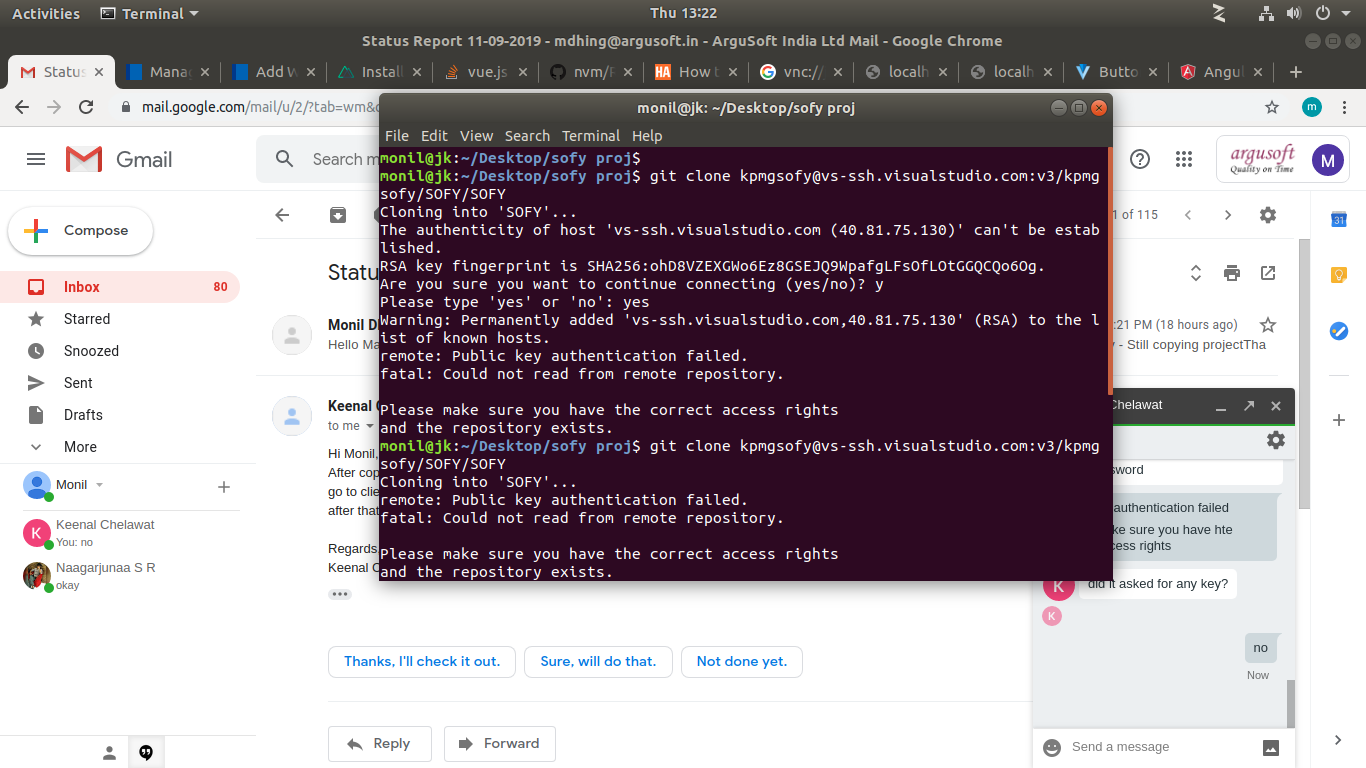 Activities
Terminal
Thu 13:22
Status Report 11-09-2019 - mdhing@argusoft.in - ArguSoft India Ltd Mail - Google Chrome
Status
Mana
Add W
Install
vue.js
nvm/
How t
vnc://
localh
localh
Butto
Angul
mail.google.com/mail/u/2/?tab=wm&
m
monil@jk: ~/Desktop/sofy proj
File Edit View Search Terminal Help
monil@jk:~/Desktop/sofy proj$
monil@jk:~/Desktop/sofy proj$ git clone kpmgsofy@vs-ssh.visualstudio.com:v3/kpmg
sofy/SOFY/SOFY
Cloning into 'SOFY'...
The authenticity of host 'vs-ssh.visualstudio.com (40.81.75.130)' can't be estab
lished.
RSA key fingerprint is SHA256:ohD8VZEXGWo6Ez8GSEJQ9WpafgLFsOfLOtGGQCQo6Og.
Are you sure you want to continue connecting (yes/no)? y
Please type 'yes' or 'no': yes
Warning: Permanently added 'vs-ssh.visualstudio.com,40.81.75.130' (RSA) to the l
ist of known hosts.
remote: Public key authentication failed.
fatal: Could not read from remote repository.
Please make sure you have the correct access rights
and the repository exists.
monil@jk:~/Desktop/sofy proj$ git clone kpmgsofy@vs-ssh.visualstudio.com:v3/kpmg
sofy/SOFY/SOFY
Cloning into 'SOFY'...
remote: Public key authentication failed.
fatal: Could not read from remote repository.
Please make sure you have the correct access rights
and the repository exists.
Gmail
Search m
argusoft
Quality on Time
M
Compose
Inbox 80
Starred
Snoozed
Sent
Drafts
More
Monil
K
Keenal Chelawat
You: no
Naagarjunaa S R
okay
of 115
31
Statu
Monil D
Hello Ma
:21 PM (18 hours ago)
- Still copying projectTha
Keenal C
to me
Hi Monil,
After cop
go to clie
after that
Regards
Keenal C
Thanks, I'll check it out.
Sure, will do that.
Not done yet.
Reply
Forward
Chelawat
sword
authentication failed
ke sure you have hte
cess rights
K
did it asked for any key?
K
no
Now
Send a message